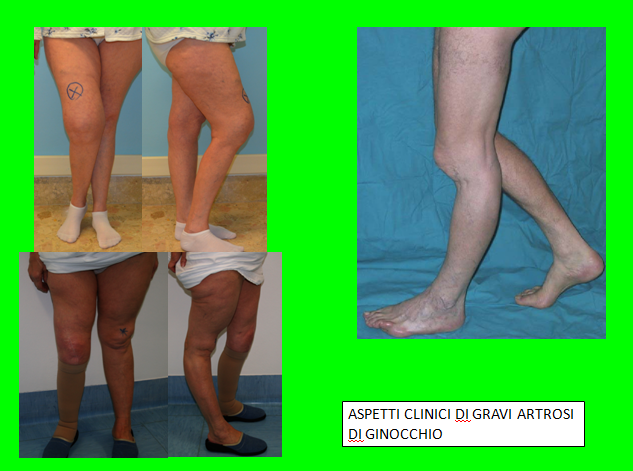 ASPETTI CLINICI DI GRAVI ARTROSI
DI GINOCCHIO